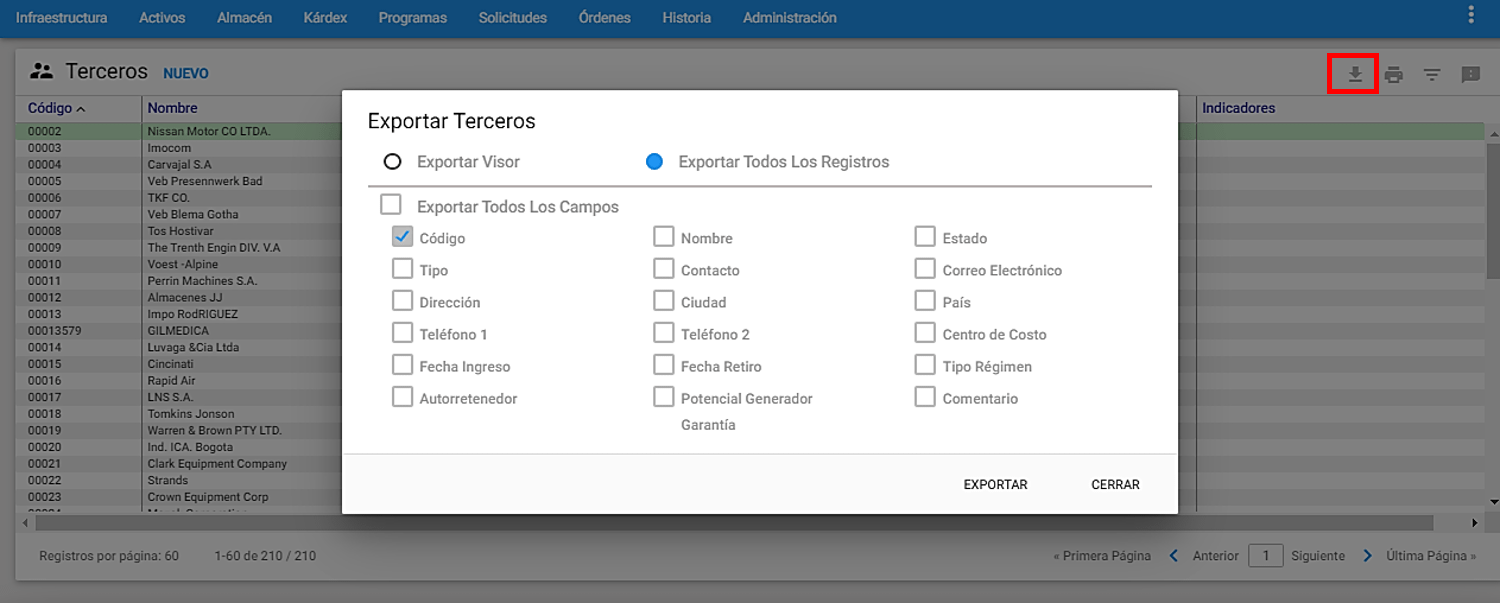 Infraestructura Activos Almacén Kárdex Programas Solicitudes Órdenes Historia Administración
Terceros NUEVO
Código Nombre Indicadores
00002 Nissan Motor CO LTDA.
00003 Imocom
00004 Carvajal S.A
00005 Veb Presennwerk Bad
00006 TKF CO.
00007 Veb Blema Gotha
00008 Tos Hostivar
00009 The Trenth Engin DIV. V.A
00010 Voest -Alpine
00011 Perrin Machines S.A.
00012 Almacenes JJ
00013 Impo RodRIGUEZ
00013579 GILMEDICA
00014 Luvaga &Cia Ltda
00015 Cincinati
00016 Rapid Air
00017 LNS S.A.
00018 Tomkins Jonson
00019 Warren & Brown PTY LTD.
00020 Ind. ICA. Bogota
00021 Clark Equipment Company
00022 Strands
00023 Crown Equipment Corp
Exportar Terceros
Exportar Visor Exportar Todos Los Registros
Exportar Todos Los Campos
Código Nombre Estado
Tipo Contacto Correo Electrónico
Dirección Ciudad País
Teléfono 1 Teléfono 2 Centro de Costo
Fecha Ingreso Fecha Retiro Tipo Régimen
Autorretenedor Potencial Generador Comentario
Garantía
EXPORTAR CERRAR
Registros por página: 60 1-60 de 210 / 210 « Primera Página Anterior 1 Siguiente Última Página »